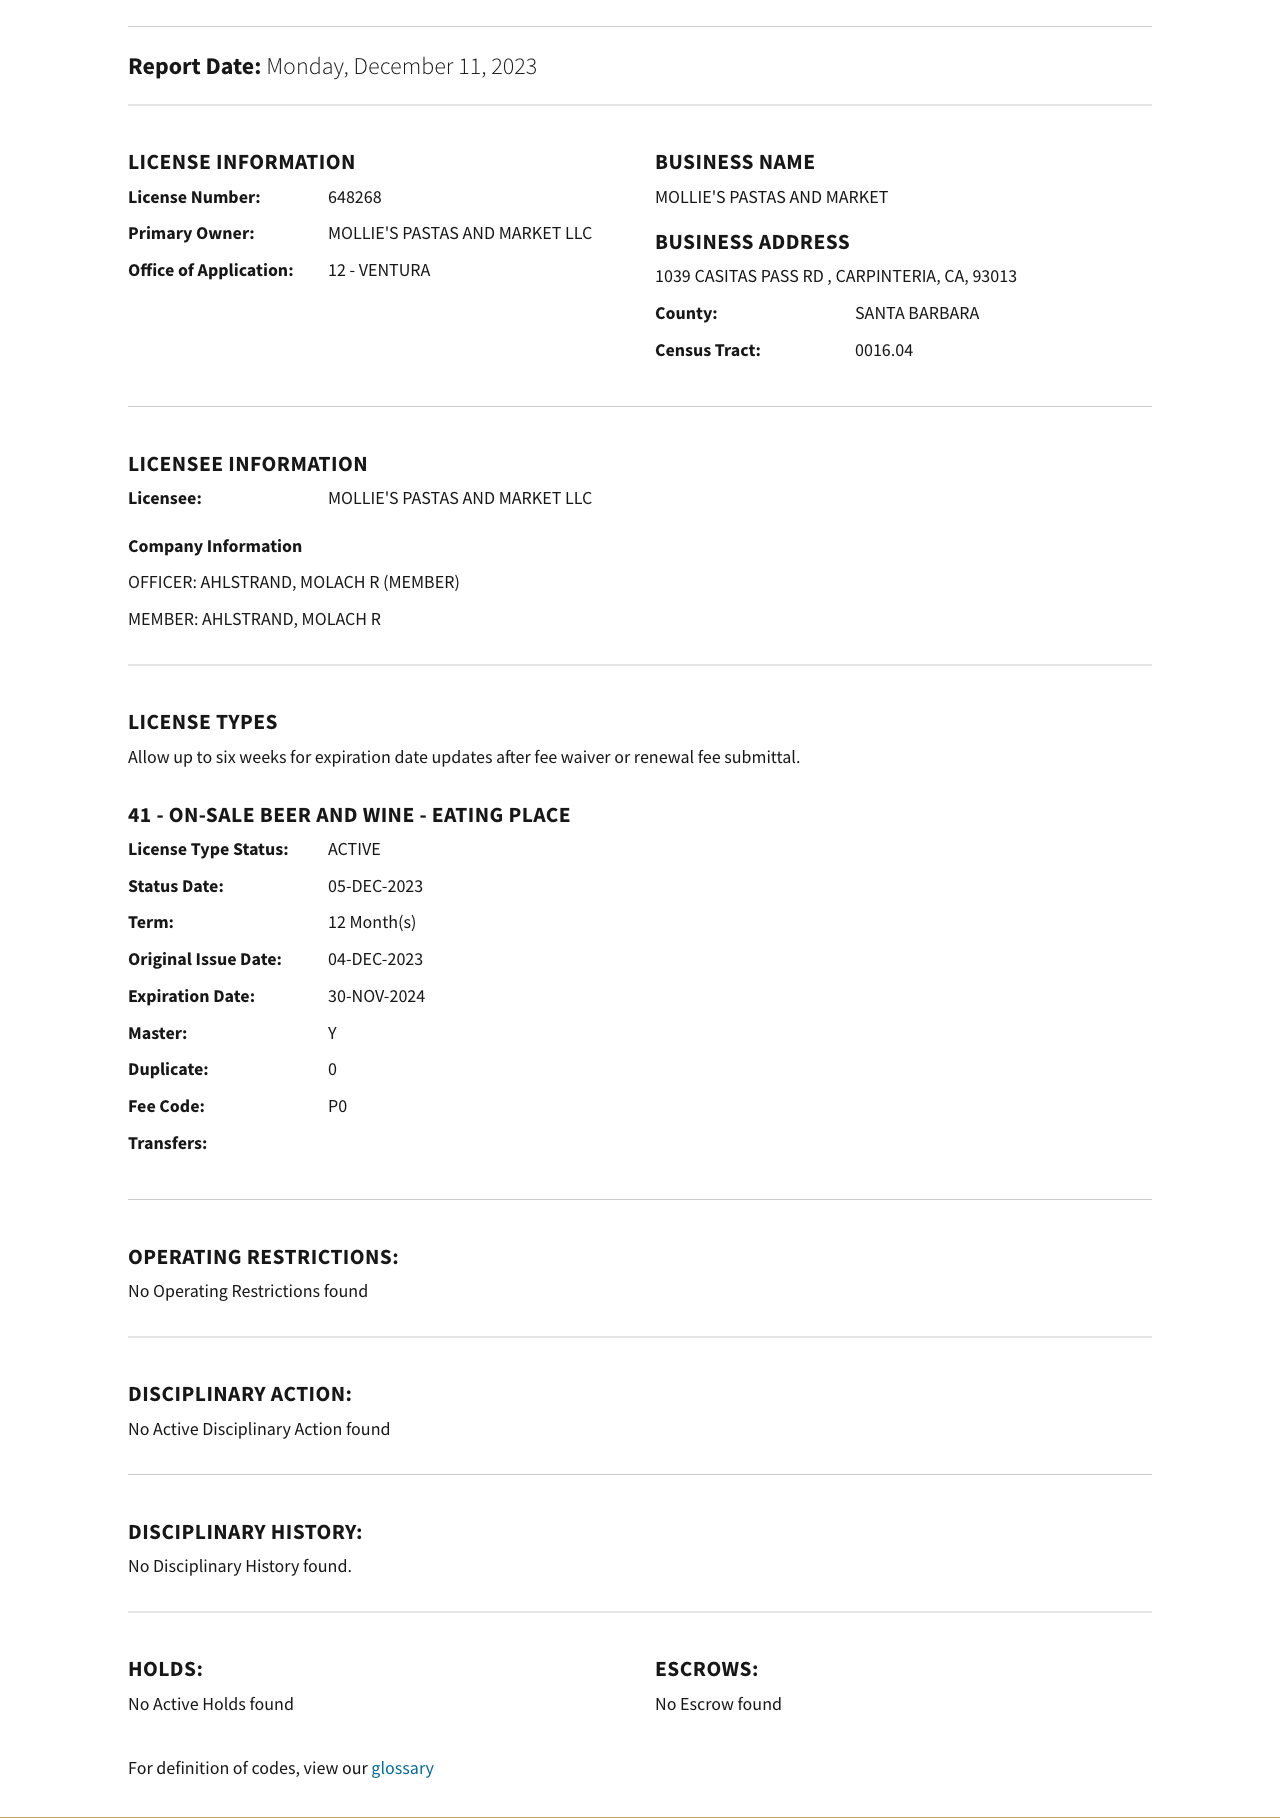 Report Date: Monday, December 11, 2023
LICENSE INFORMATION
License Number: 648268
Primary Owner: MOLLIE'S PASTAS AND MARKET LLC
Office of Application: 12 - VENTURA
BUSINESS NAME
MOLLIE'S PASTAS AND MARKET
BUSINESS ADDRESS
1039 CASITAS PASS RD , CARPINTERIA, CA, 93013
County: SANTA BARBARA
Census Tract: 0016.04
LICENSEE INFORMATION
Licensee: MOLLIE'S PASTAS AND MARKET LLC
Company Information
OFFICER: AHLSTRAND, MOLACH R (MEMBER)
MEMBER: AHLSTRAND, MOLACH R
LICENSE TYPES
Allow up to six weeks for expiration date updates after fee waiver or renewal fee submittal.
41 - ON-SALE BEER AND WINE - EATING PLACE
License Type Status: ACTIVE
Status Date: 05-DEC-2023
Term: 12 Month(s)
Original Issue Date: 04-DEC-2023
Expiration Date: 30-NOV-2024
Master: Y
Duplicate: 0
Fee Code: P0
Transfers:
OPERATING RESTRICTIONS:
No Operating Restrictions found
DISCIPLINARY ACTION:
No Active Disciplinary Action found
DISCIPLINARY HISTORY:
No Disciplinary History found.
HOLDS:
No Active Holds found
ESCROWS:
No Escrow found
For definition of codes, view our glossary